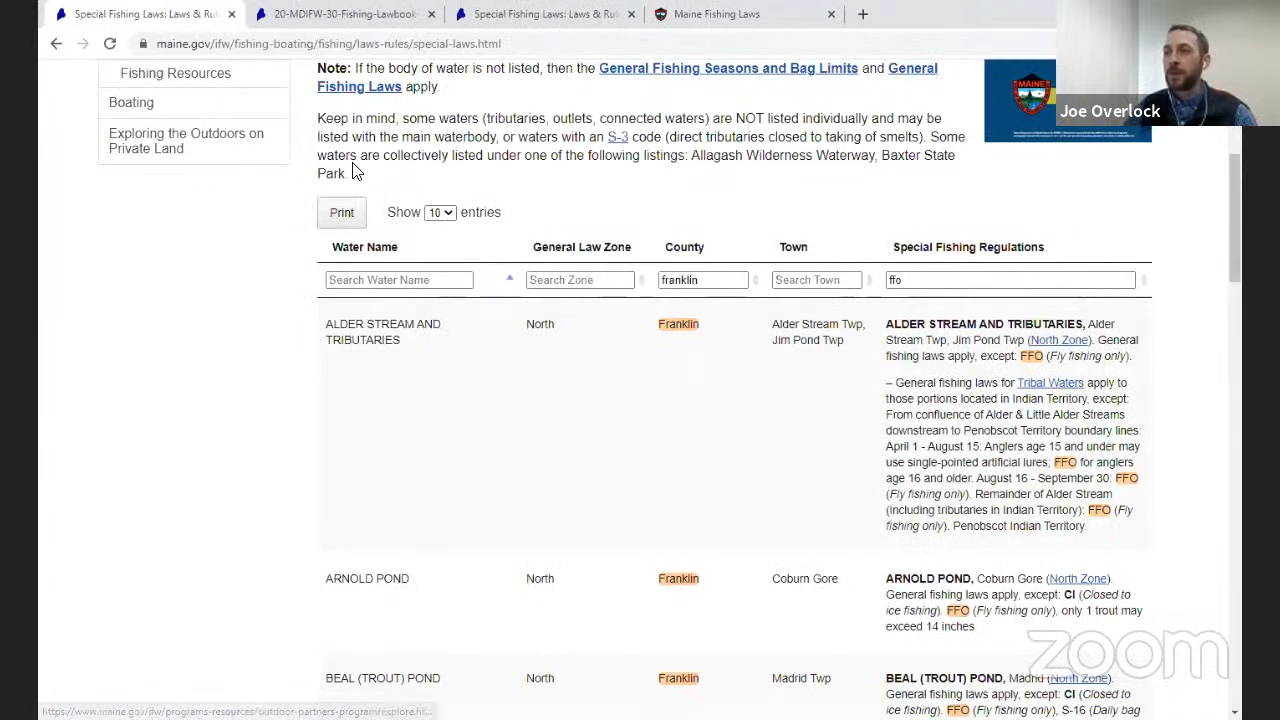 Special Fishing Laws: Laws & Rul
20-MDIFW-30-Fishing-Lawbook
Special Fishing Laws: Laws & Rul
Maine Fishing Laws
maine.gov/ifw/fishing-boating/fishing/laws-rules/special-laws.html
Joe Overlock
Fishing Resources
Boating
Exploring the Outdoors on
Private Land
Note: If the body of water is not listed, then the General Fishing Seasons and Bag Limits and General
Fishing Laws apply.
Keep in mind, some waters (tributaries, outlets, connected waters) are NOT listed individually and may be
listed with the main waterbody, or waters with an S-3 code (direct tributaries closed to taking of smelts). Some
waters are collectively listed under one of the following listings: Allagash Wilderness Waterway, Baxter State
Park.
MAINE
Print Show 10 entries
Water Name General Law Zone County Town Special Fishing Regulations
Search Water Name Search Zone franklin Search Town ffo
ALDER STREAM AND
TRIBUTARIES
North
Franklin
Alder Stream Twp,
Jim Pond Twp
ALDER STREAM AND TRIBUTARIES, Alder
Stream Twp, Jim Pond Twp (North Zone). General
fishing laws apply, except: FFO (Fly fishing only).
– General fishing laws for Tribal Waters apply to
those portions located in Indian Territory, except:
From confluence of Alder & Little Alder Streams
downstream to Penobscot Territory boundary lines:
April 1 - August 15: Anglers age 15 and under may
use single-pointed artificial lures; FFO for anglers
age 16 and older. August 16 - September 30: FFO
(Fly fishing only). Remainder of Alder Stream
(including tributaries in Indian Territory): FFO (Fly
fishing only). Penobscot Indian Territory.
ARNOLD POND
North
Franklin
Coburn Gore
ARNOLD POND, Coburn Gore (North Zone).
General fishing laws apply, except: CI (Closed to
ice fishing). FFO (Fly fishing only), only 1 trout may
exceed 14 inches.
BEAL (TROUT) POND
North
Franklin
Madrid Twp
BEAL (TROUT) POND, Madrid (North Zone).
General fishing laws apply, except: CI (Closed to
ice fishing). FFO (Fly fishing only), S-16 (Daily bag
zoom
https://www.maine.gov/ifw/programs-resources/outdoor-partners-program/explore.ht...